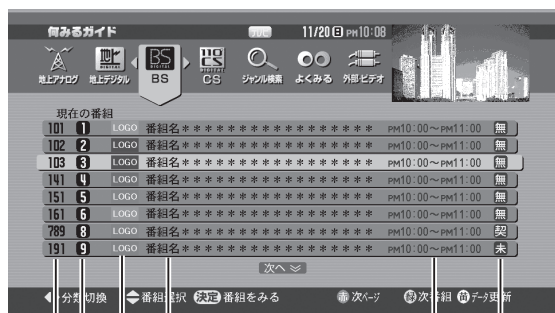 何みるガイド テレビ 11/20日 PM10:08
地上アナログ 地上デジタル BS CS ジャンル検索 よくみる 外部・ビデオ
現在の番組
101 1 LOGO 番組名****************** PM10:00～PM11:00 無
102 2 LOGO 番組名****************** PM10:00～PM11:00 無
103 3 LOGO 番組名****************** PM10:00～PM11:00 無
141 4 LOGO 番組名****************** PM10:00～PM11:00 無
151 5 LOGO 番組名****************** PM10:00～PM11:00 無
161 6 LOGO 番組名****************** PM10:00～PM11:00 無
789 8 LOGO 番組名****************** PM10:00～PM11:00 契
191 9 LOGO 番組名****************** PM10:00～PM11:00 未
次へ
分類切換 番組選択 決定 番組をみる 赤 次ページ 緑 次番組 黄 データ更新